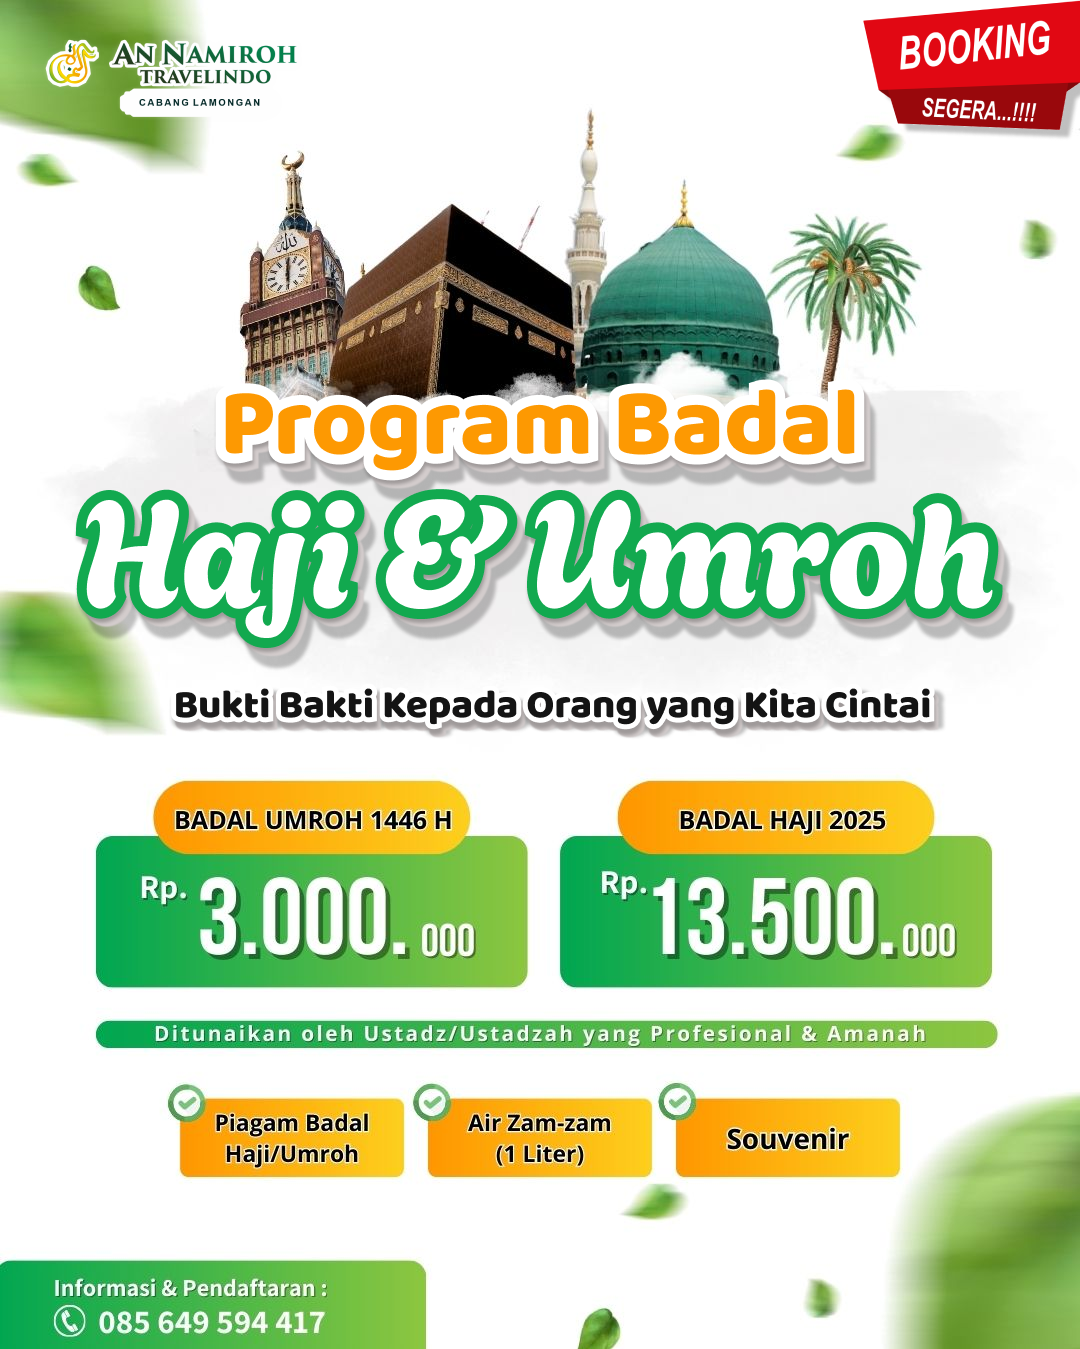 AN NAMIROH
TRAVELINDO
CABANG LAMONGAN
BOOKING
SEGERA...!!!!
Program Badal
Haji & Umroh
Bukti Bakti Kepada Orang yang Kita Cintai
BADAL UMROH 1446 H
Rp. 3.000.000
BADAL HAJI 2025
Rp. 13.500.000
Ditunaikan oleh Ustadz/Ustadzah yang Profesional & Amanah
Piagam Badal
Haji/Umroh
Air Zam-zam
(1 Liter)
Souvenir
Informasi & Pendaftaran :
085 649 594 417